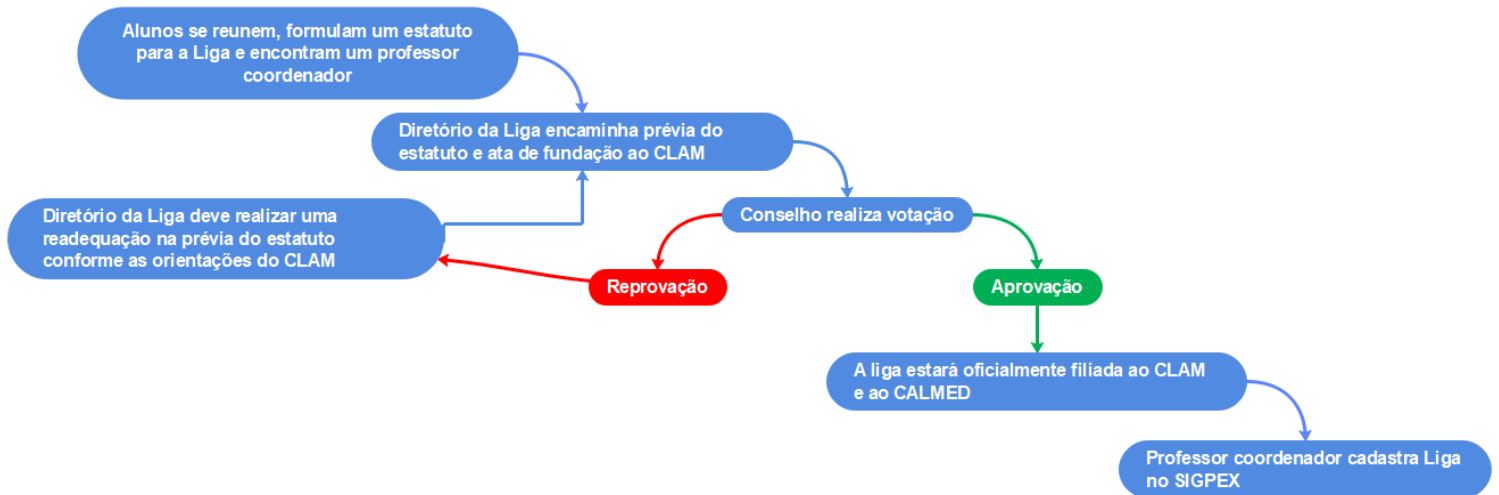 Alunos se reunem, formulam um estatuto
para a Liga e encontram um professor
coordenador
Diretório da Liga encaminha prévia do
estatuto e ata de fundação ao CLAM
Diretório da Liga deve realizar uma
readequação na prévia do estatuto
conforme as orientações do CLAM
Conselho realiza votação
Reprovação
Aprovação
A liga estará oficialmente filiada ao CLAM
e ao CALMED
Professor coordenador cadastra Liga
no SIGPEX